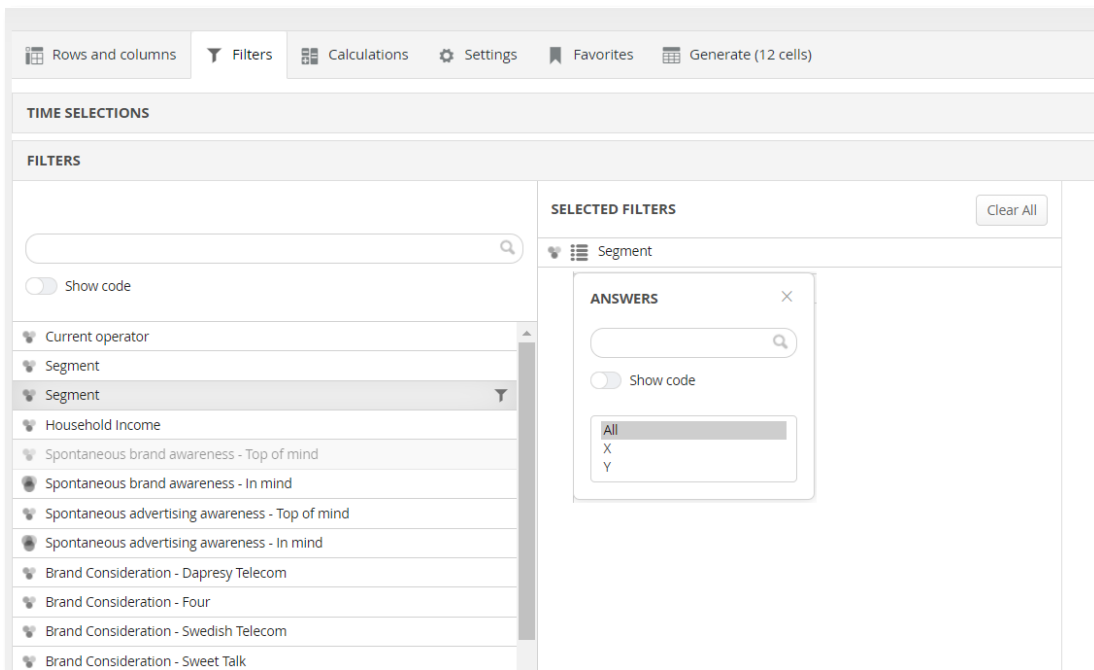 Rows and columns Filters Calculations Settings Favorites Generate (12 cells)
TIME SELECTIONS
FILTERS
Show code
Current operator
Segment
Segment
Household Income
Spontaneous brand awareness - Top of mind
Spontaneous brand awareness - In mind
Spontaneous advertising awareness - Top of mind
Spontaneous advertising awareness - In mind
Brand Consideration - Dapresy Telecom
Brand Consideration - Four
Brand Consideration - Swedish Telecom
Brand Consideration - Sweet Talk
SELECTED FILTERS Clear All
Segment
ANSWERS
Show code
All
X
Y